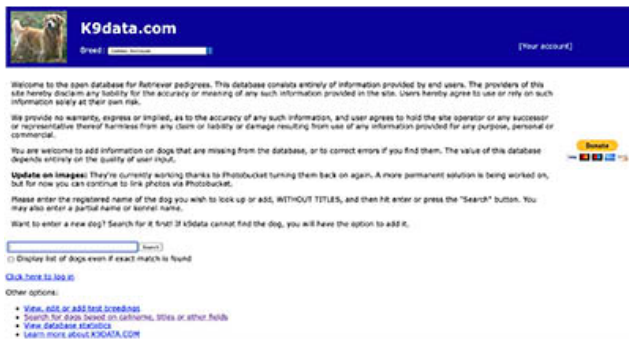 K9data.com
Breed: Golden Retriever
[Your account]
Welcome to the open database for Retriever pedigrees. This database consists entirely of information provided by end users. The providers of this
site hereby disclaim any liability for the accuracy or meaning of any such information provided in the site. Users hereby agree to use or rely on such
information solely at their own risk.
We provide no warranty, express or implied, as to the accuracy of any such information, and user agrees to hold the site operator or any successor
or representative thereof harmless from any claim or liability or damage resulting from use of any information provided for any purpose, personal or
commercial.
You are welcome to add information on dogs that are missing from the database, or to correct errors if you find them. The value of this database
depends entirely on the quality of user input.
Donate
Update on images: They're currently working thanks to Photobucket turning them back on again. A more permanent solution is being worked on,
but for now you can continue to link photos via Photobucket.
Please enter the registered name of the dog you wish to look up or add, WITHOUT TITLES, and then hit enter or press the "Search" button. You
may also enter a partial name or kennel name.
Want to enter a new dog? Search for it first! If k9data cannot find the dog, you will have the option to add it.
Search
Display list of dogs even if exact match is found
Click here to log in
Other options:
View, edit or add test breedings
Search for dogs based on callname, titles or other fields
View database statistics
Learn more about K9DATA.COM